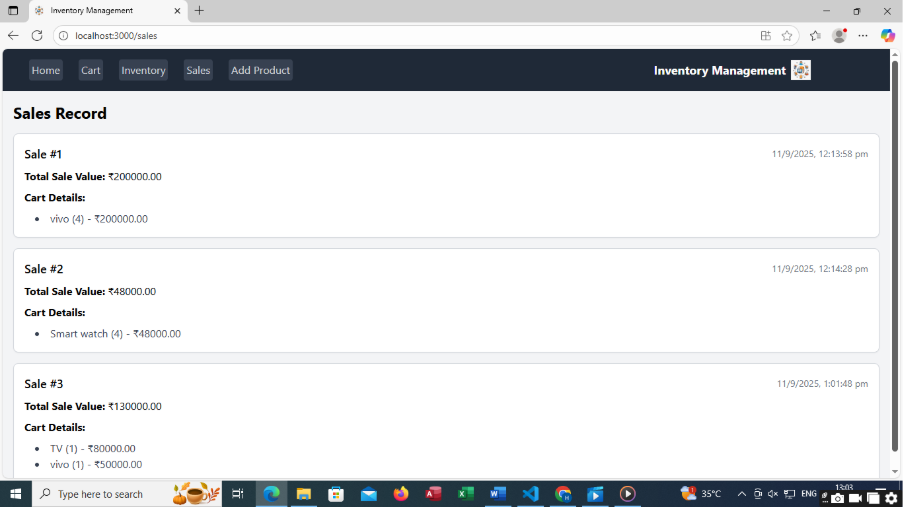 Inventory Management
localhost:3000/sales
Home Cart Inventory Sales Add Product Inventory Management
Sales Record
Sale #1 11/9/2025, 12:13:58 pm
Total Sale Value: ₹200000.00
Cart Details:
• vivo (4) - ₹200000.00
Sale #2 11/9/2025, 12:14:28 pm
Total Sale Value: ₹48000.00
Cart Details:
• Smart watch (4) - ₹48000.00
Sale #3 11/9/2025, 1:01:48 pm
Total Sale Value: ₹130000.00
Cart Details:
• TV (1) - ₹80000.00
• vivo (1) - ₹50000.00
Type here to search 35°C ENG 13:03